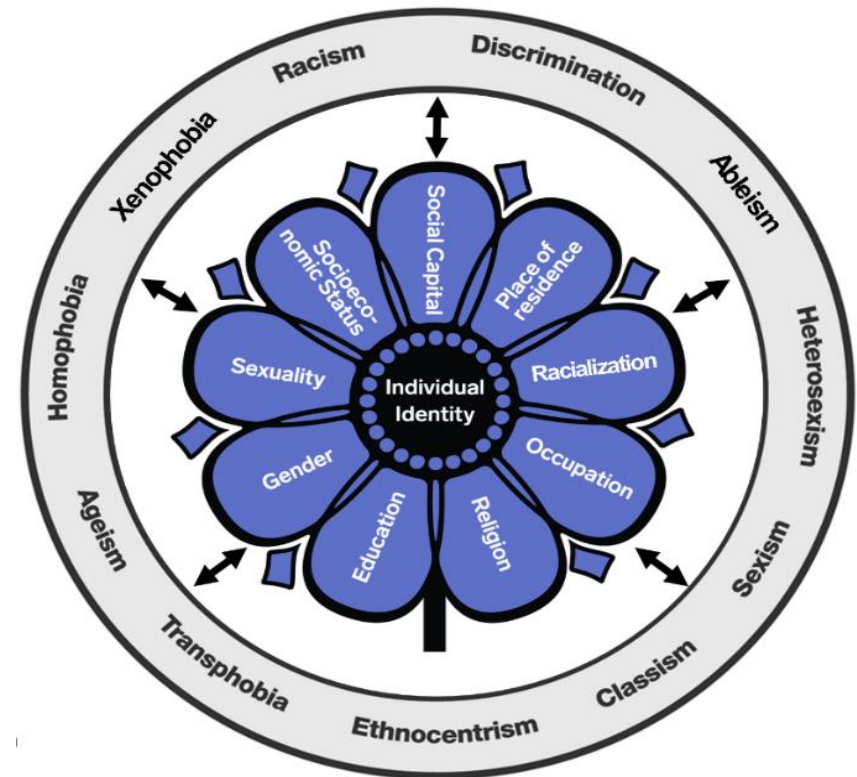 Racism
Discrimination
Ableism
Heterosexism
Sexism
Classism
Ethnocentrism
Transphobia
Ageism
Homophobia
Xenophobia
Social Capital
Place of
residence
Racialization
Occupation
Religion
Education
Gender
Sexuality
Socioeco-
nomic Status
Individual
Identity